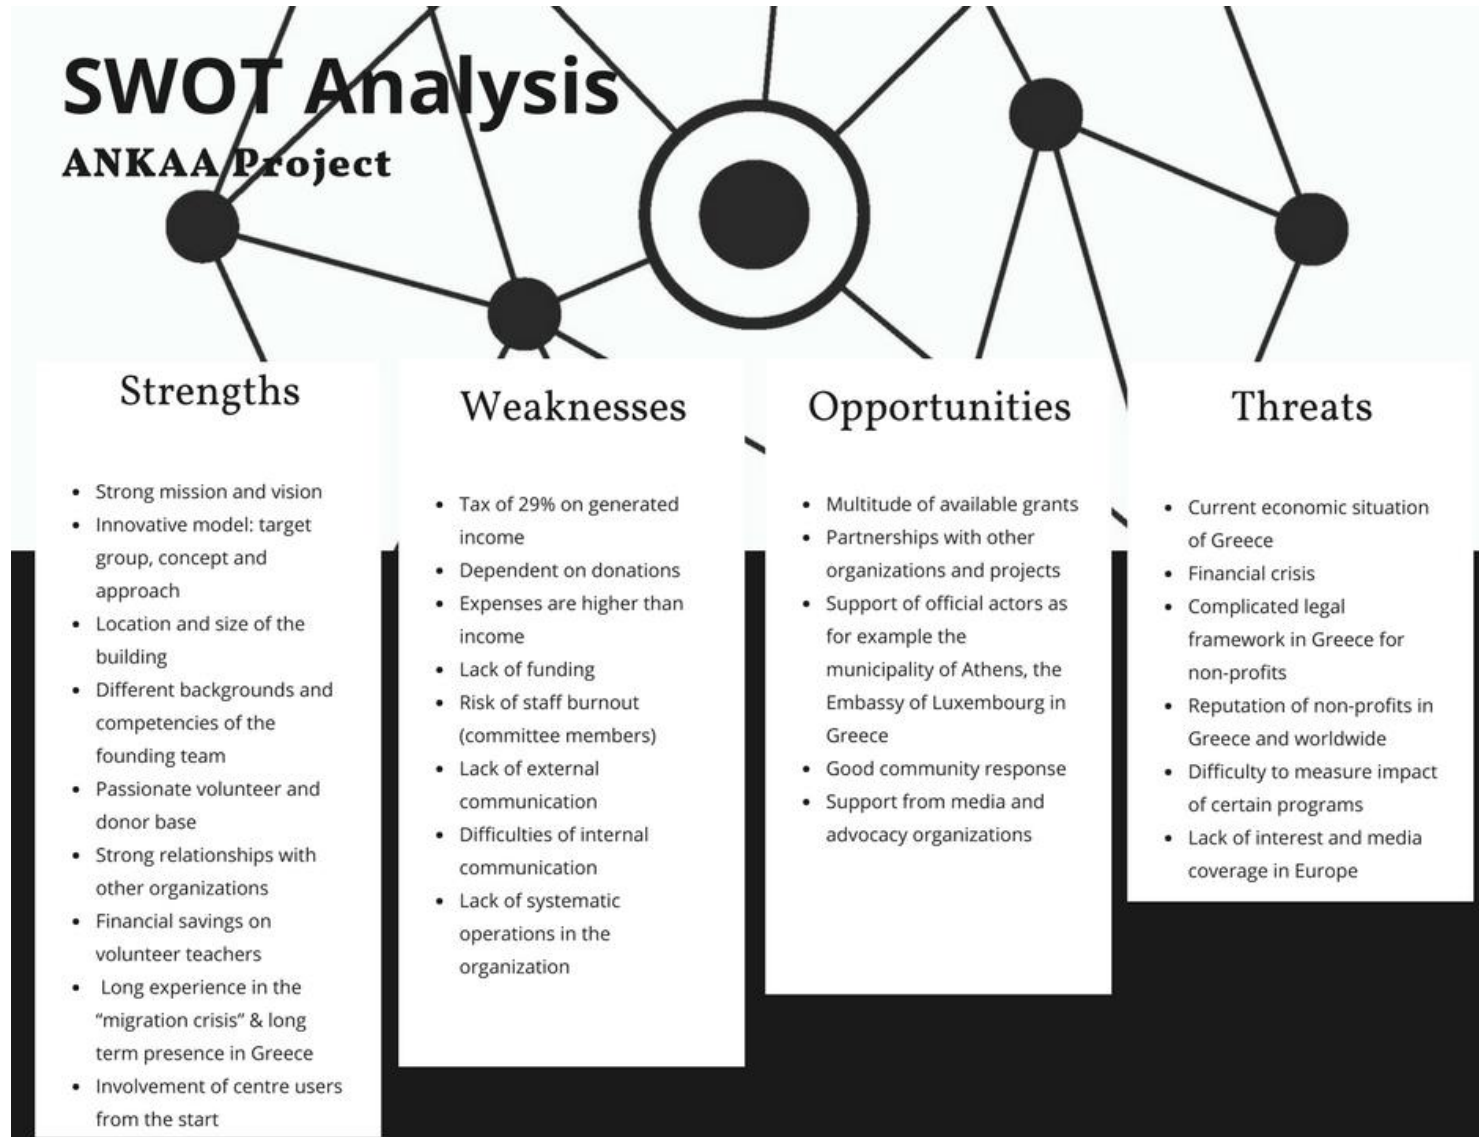 SWOT Analysis
ANKAA Project
Strengths
• Strong mission and vision
• Innovative model: target
group, concept and
approach
• Location and size of the
building
• Different backgrounds and
competencies of the
founding team
• Passionate volunteer and
donor base
• Strong relationships with
other organizations
• Financial savings on
volunteer teachers
• Long experience in the
“migration crisis” & long
term presence in Greece
• Involvement of centre users
from the start
Weaknesses
• Tax of 29% on generated
income
• Dependent on donations
• Expenses are higher than
income
• Lack of funding
• Risk of staff burnout
(committee members)
• Lack of external
communication
• Difficulties of internal
communication
• Lack of systematic
operations in the
organization
Opportunities
• Multitude of available grants
• Partnerships with other
organizations and projects
• Support of official actors as
for example the
municipality of Athens, the
Embassy of Luxembourg in
Greece
• Good community response
• Support from media and
advocacy organizations
Threats
• Current economic situation
of Greece
• Financial crisis
• Complicated legal
framework in Greece for
non-profits
• Reputation of non-profits in
Greece and worldwide
• Difficulty to measure impact
of certain programs
• Lack of interest and media
coverage in Europe